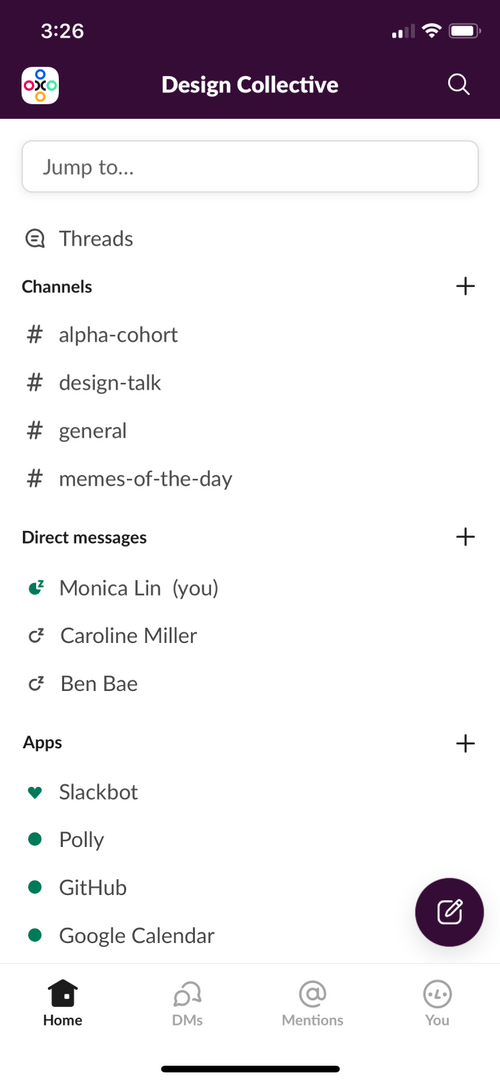 3:26
Design Collective
Jump to...
Threads
Channels
# alpha-cohort
# design-talk
# general
# memes-of-the-day
Direct messages
Monica Lin (you)
Caroline Miller
Ben Bae
Apps
Slackbot
Polly
GitHub
Google Calendar
Home DMs Mentions You